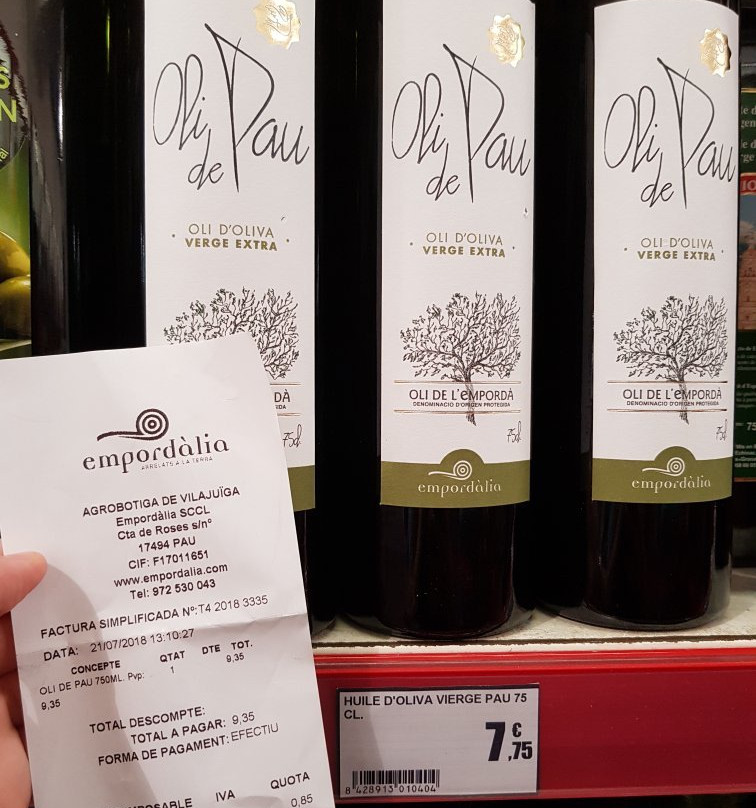 S
N
Oli
de Pau
OLI D'OLIVA
VERGE EXTRA
Oli
de Pau
OLI D'OLIVA
VERGE EXTRA
OLI DE L'EMPORDÀ
DENOMINACIÓ D'ORIGEN PROTEGIDA
75cl
empordàlia
Oli
de Pau
OLI D'OLIVA
VERGE EXTRA
OLI DE L'EMPORDÀ
DENOMINACIÓ D'ORIGEN PROTEGIDA
75cl
empordàlia
DÀ
75cl
empordàlia
ARRELATS A LA TERRA
AGROBOTIGA DE VILAJUÏGA
Empordàlia SCCL
Cta de Roses s/nº
17494 PAU
CIF: F17011651
www.empordalia.com
Tel: 972 530 043
FACTURA SIMPLIFICADA Nº:T4 2018 3335
DATA: 21/07/2018 13:10:27
CONCEPTE QTAT DTE TOT.
OLI DE PAU 750ML. Pvp: 1 9,35
9,35
TOTAL DESCOMPTE:
TOTAL A PAGAR: 9,35
FORMA DE PAGAMENT: EFECTIU
IVA QUOTA
0,85
HUILE D'OLIVA VIERGE PAU 75
CL.
7,75 €
8 428913 010404